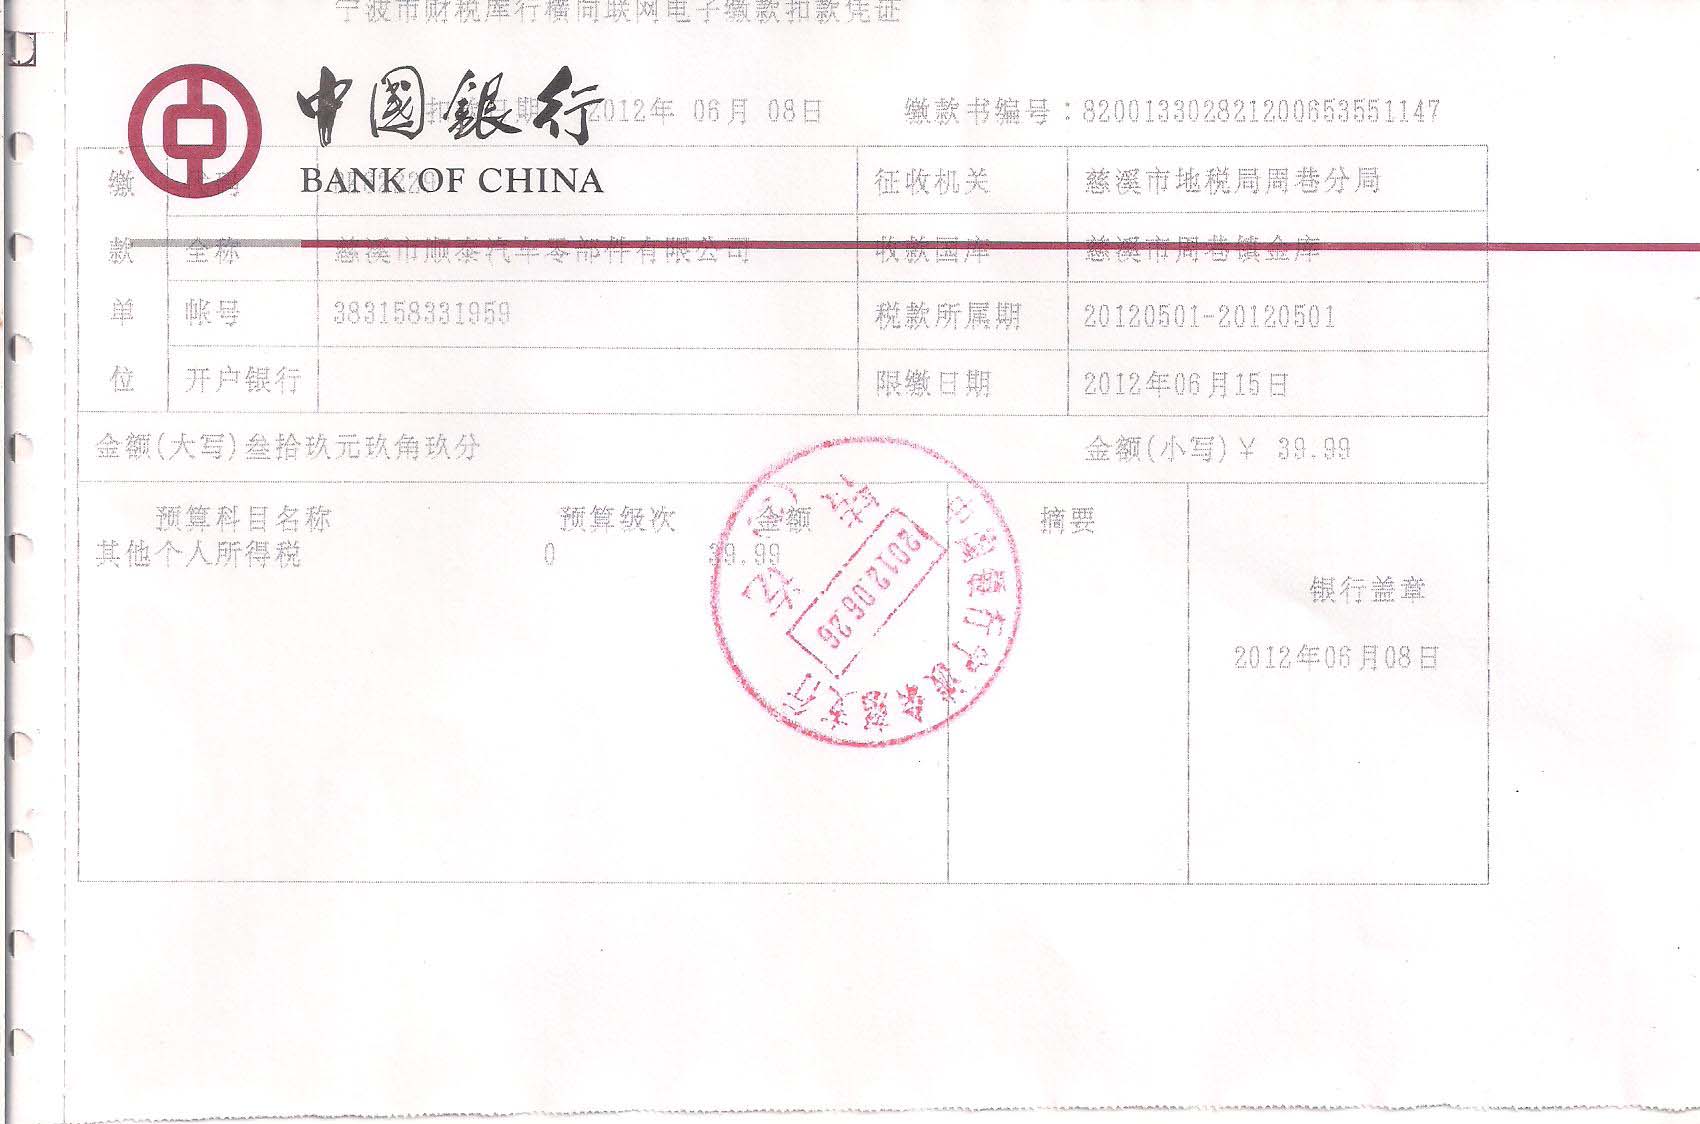 宁波市财税库行横向联网电子缴款扣款凭证
中國銀行
BANK OF CHINA
扣款日期 2012年 06月 08日 缴款书编号：820013302821200653551147
缴款单位
征收机关 慈溪市地税局周巷分局
全称 慈溪市顺泰汽车零部件有限公司 收款国库 慈溪市周巷镇金库
帐号 383158331959 税款所属期 20120501-20120501
开户银行 限缴日期 2012年06月15日
金额(大写)叁拾玖元玖角玖分 金额(小写)￥ 39.99
预算科目名称 预算级次 金额 摘要
其他个人所得税 0 39.99
银行盖章
2012年06月08日
中国银行宁波
支行